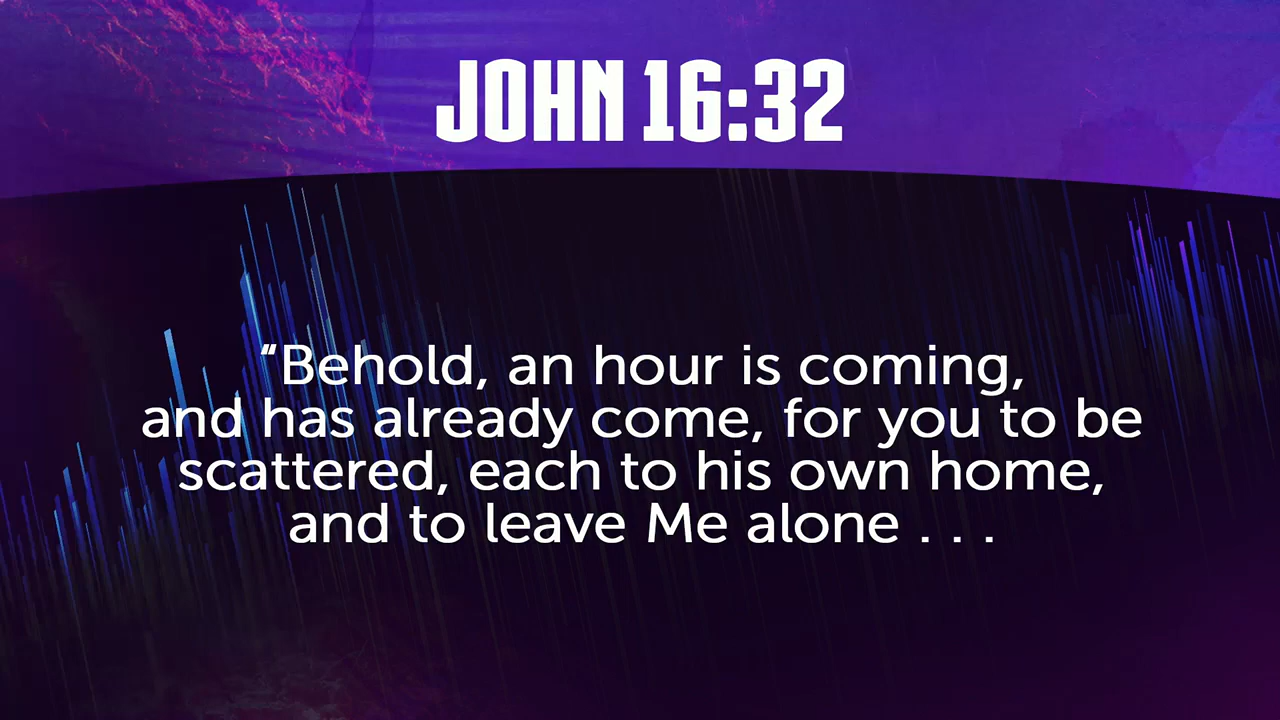 JOHN 16:32
“Behold, an hour is coming,
and has already come, for you to be
scattered, each to his own home,
and to leave Me alone . . .